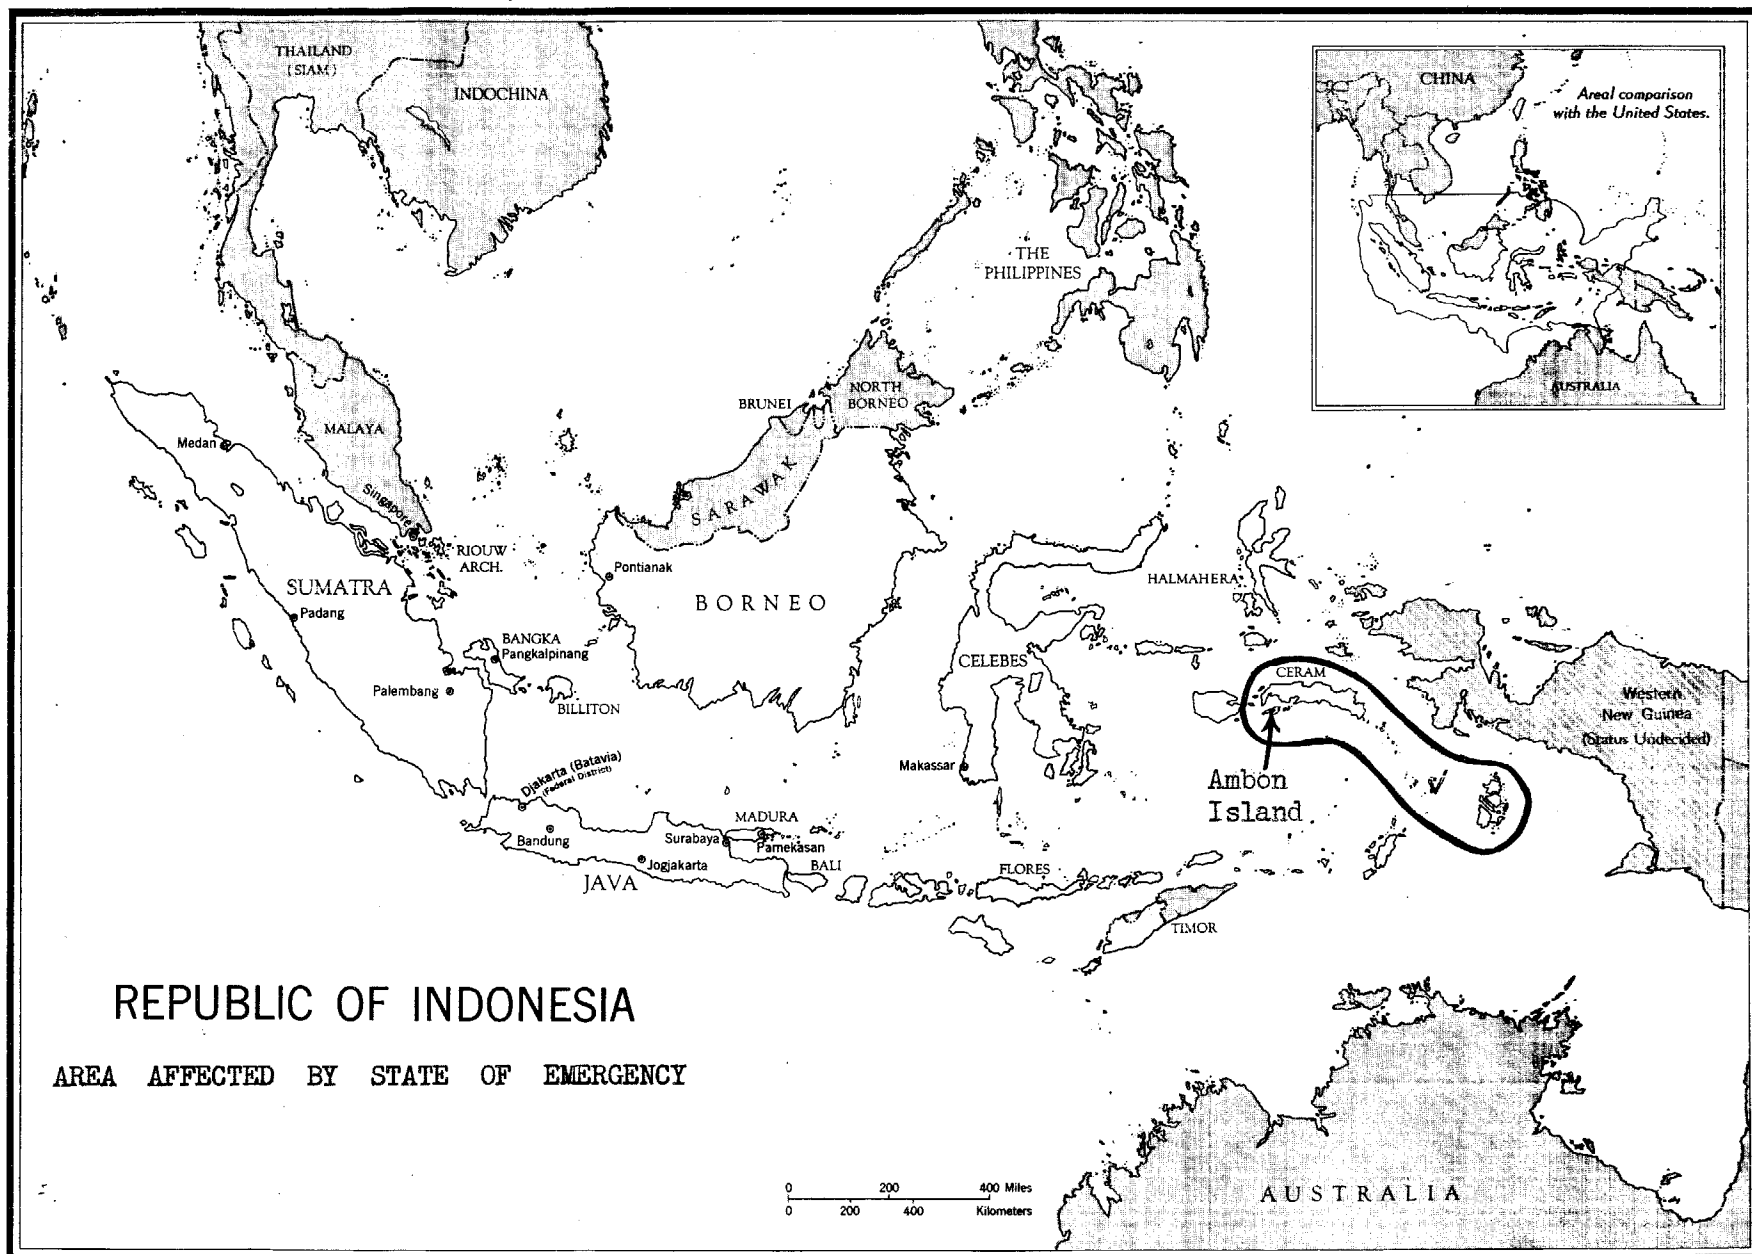 THAILAND
(SIAM)
INDOCHINA
CHINA
Areal comparison
with the United States.
AUSTRALIA
THE
PHILIPPINES
NORTH
BORNEO
BRUNEI
SARAWAK
MALAYA
Medan
Singapore
RIOUW
ARCH.
SUMATRA
Padang
Pontianak
BORNEO
HALMAHERA
BANGKA
Pangkalpinang
Palembang
BILLITON
CELEBES
CERAM
Western
New Guinea
(Status Undecided)
Makassar
Ambon
Island
Djakarta (Batavia)
(Federal District)
Bandung
MADURA
Surabaya
Pamekasan
Jogjakarta
BALI
JAVA
FLORES
TIMOR
REPUBLIC OF INDONESIA
AREA AFFECTED BY STATE OF EMERGENCY
0 200 400 Miles
0 200 400 Kilometers
AUSTRALIA